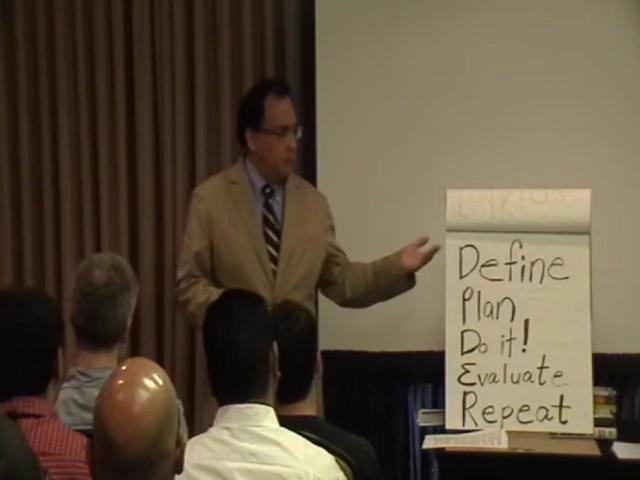 Define
Plan
Do it!
Evaluate
Repeat